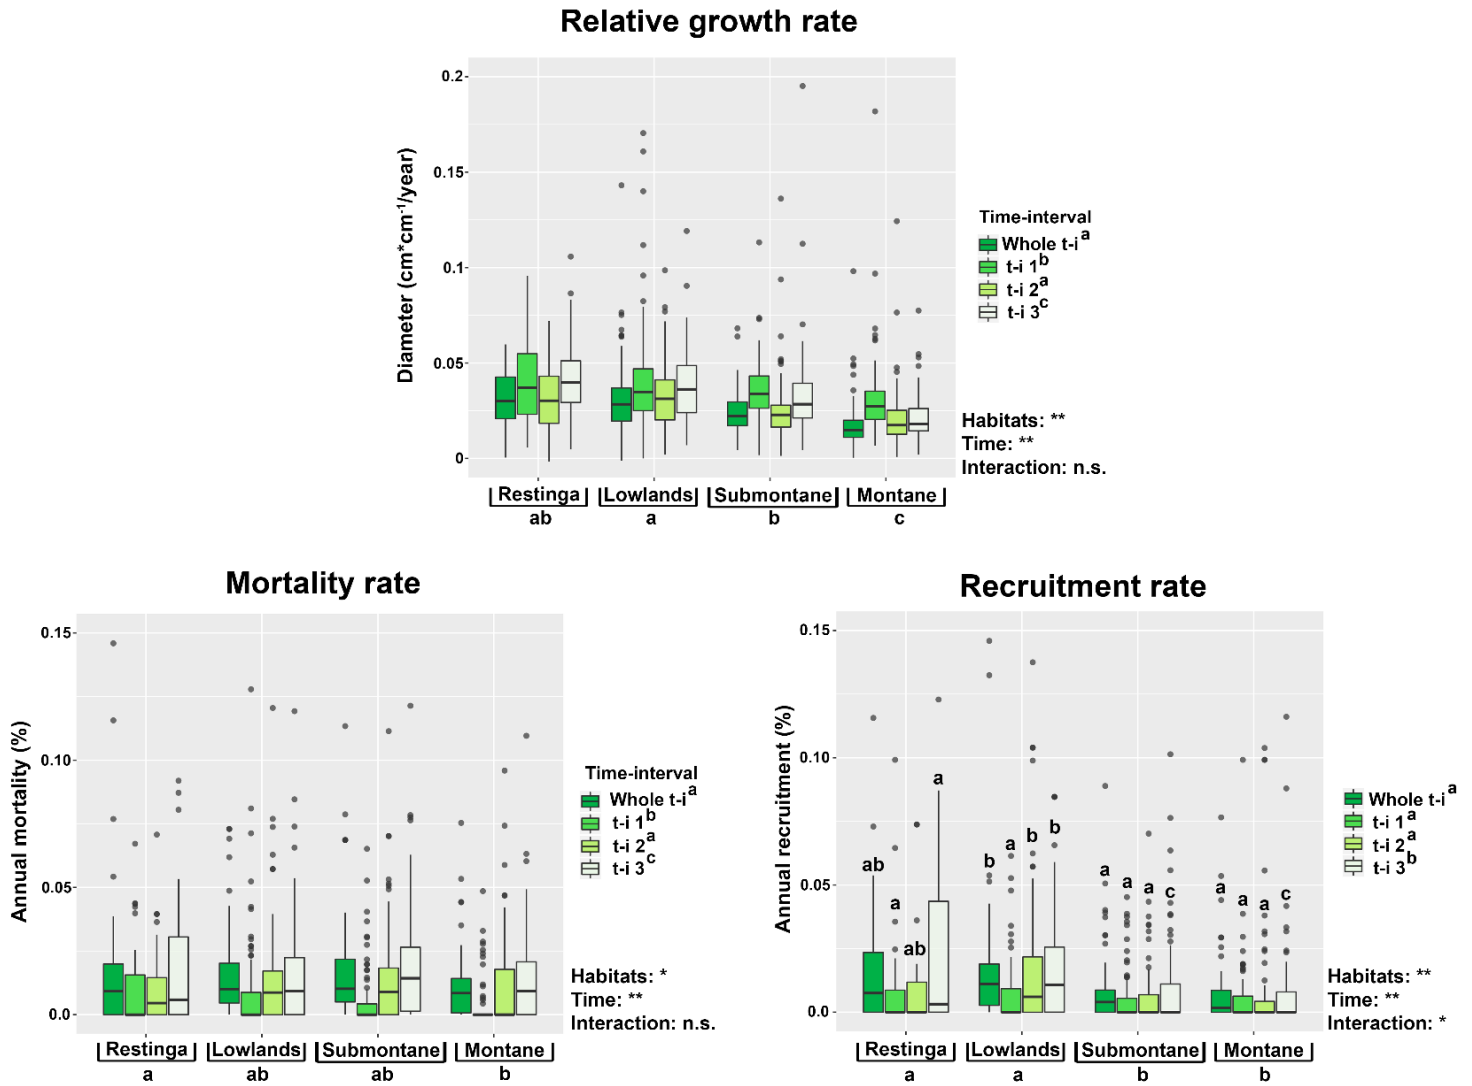 Relative growth rate
Diameter (cm*cm-1/year)
0.2
0.15
0.1
0.05
0
Time-interval
Whole t-i a
t-i 1 b
t-i 2 a
t-i 3 c
Habitats: **
Time: **
Interaction: n.s.
Restinga Lowlands Submontane Montane
ab a b c
Mortality rate
Annual mortality (%)
0.15
0.10
0.05
0.0
Time-interval
Whole t-i a
t-i 1 b
t-i 2 a
t-i 3 c
Habitats: *
Time: **
Interaction: n.s.
Restinga Lowlands Submontane Montane
a ab ab b
Recruitment rate
Annual recruitment (%)
0.15
0.10
0.05
0.0
ab a ab a b a b b a a a c a a a c
Whole t-i a
t-i 1 a
t-i 2 a
t-i 3 b
Habitats: **
Time: **
Interaction: *
Restinga Lowlands Submontane Montane
a a b b